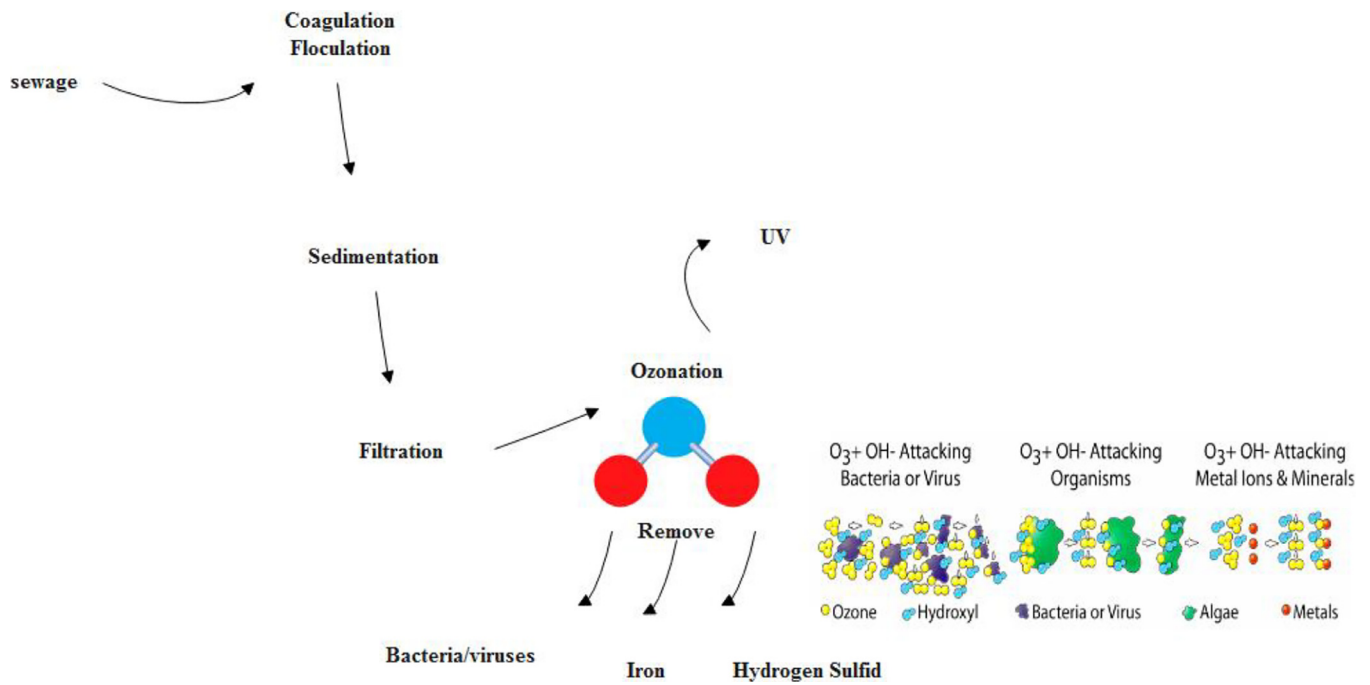 Coagulation
Floculation
sewage
Sedimentation
UV
Ozonation
Filtration
Remove
Bacteria/viruses
Iron
Hydrogen Sulfid
O3+ OH- Attacking
Bacteria or Virus
O3+ OH- Attacking
Organisms
O3+ OH- Attacking
Metal Ions & Minerals
Ozone
Hydroxyl
Bacteria or Virus
Algae
Metals